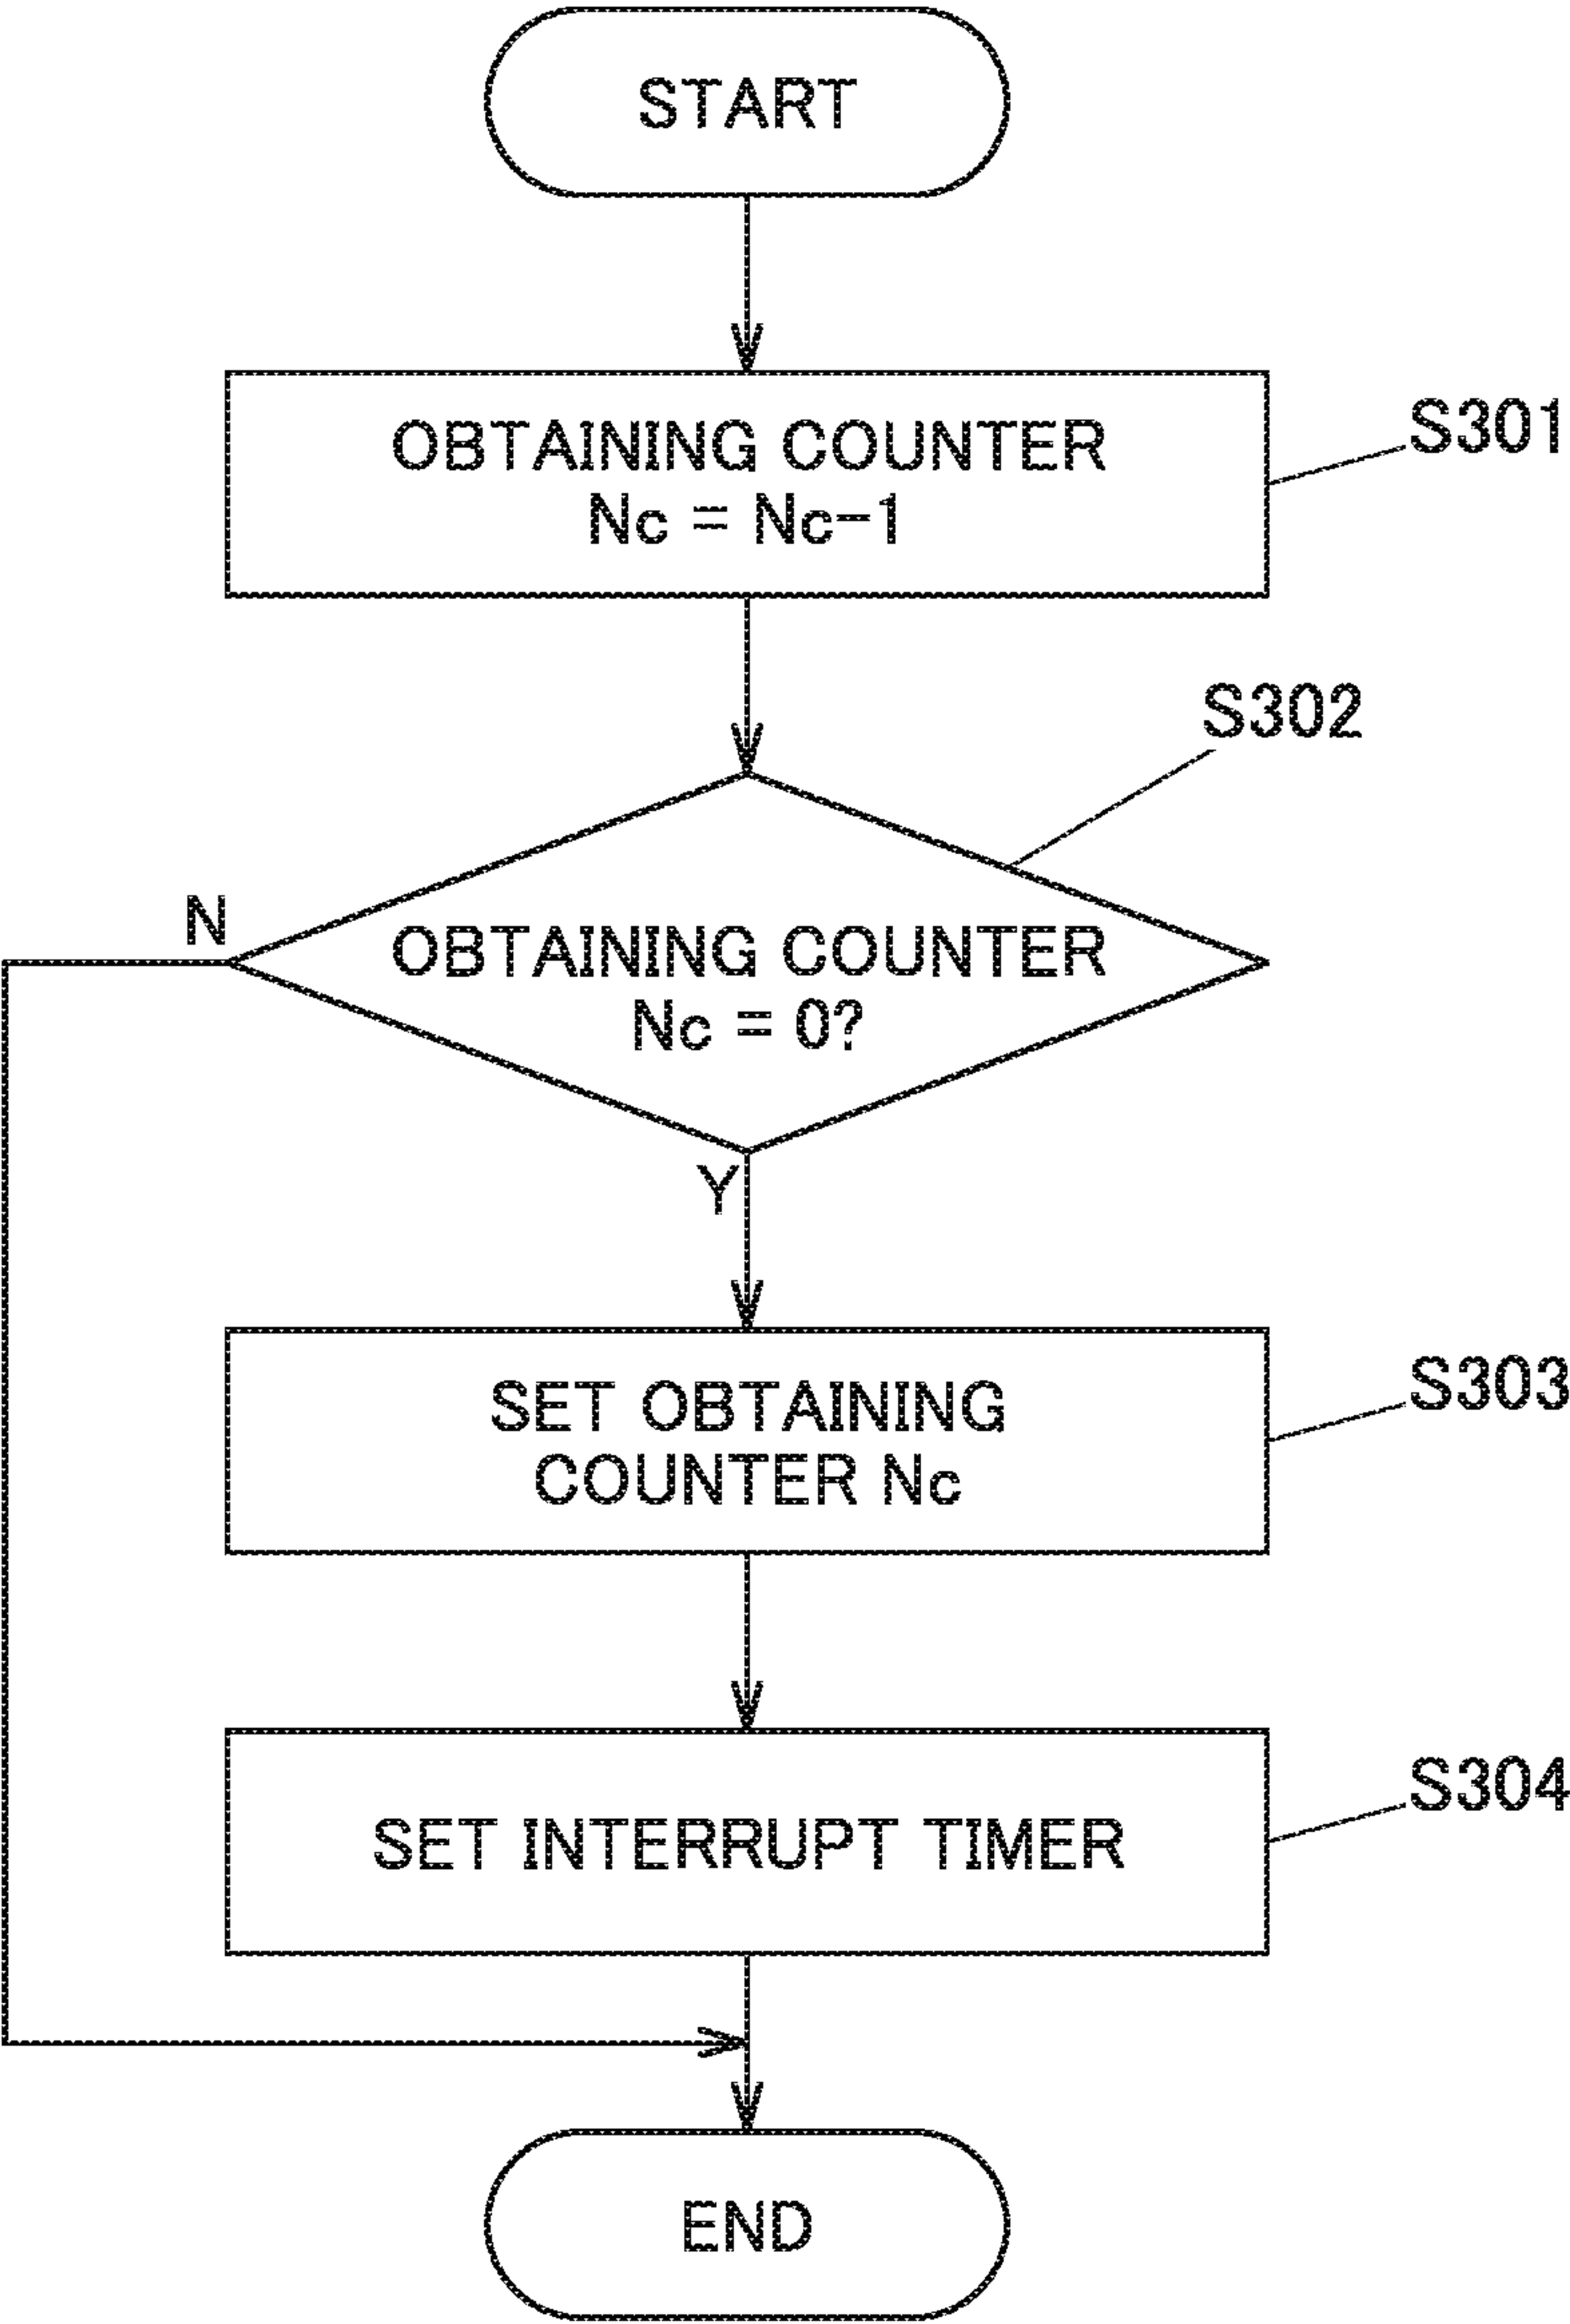 START
OBTAINING COUNTER
Nc = Nc-1
S301
S302
N
OBTAINING COUNTER
Nc = 0?
Y
SET OBTAINING
COUNTER Nc
S303
SET INTERRUPT TIMER
S304
END